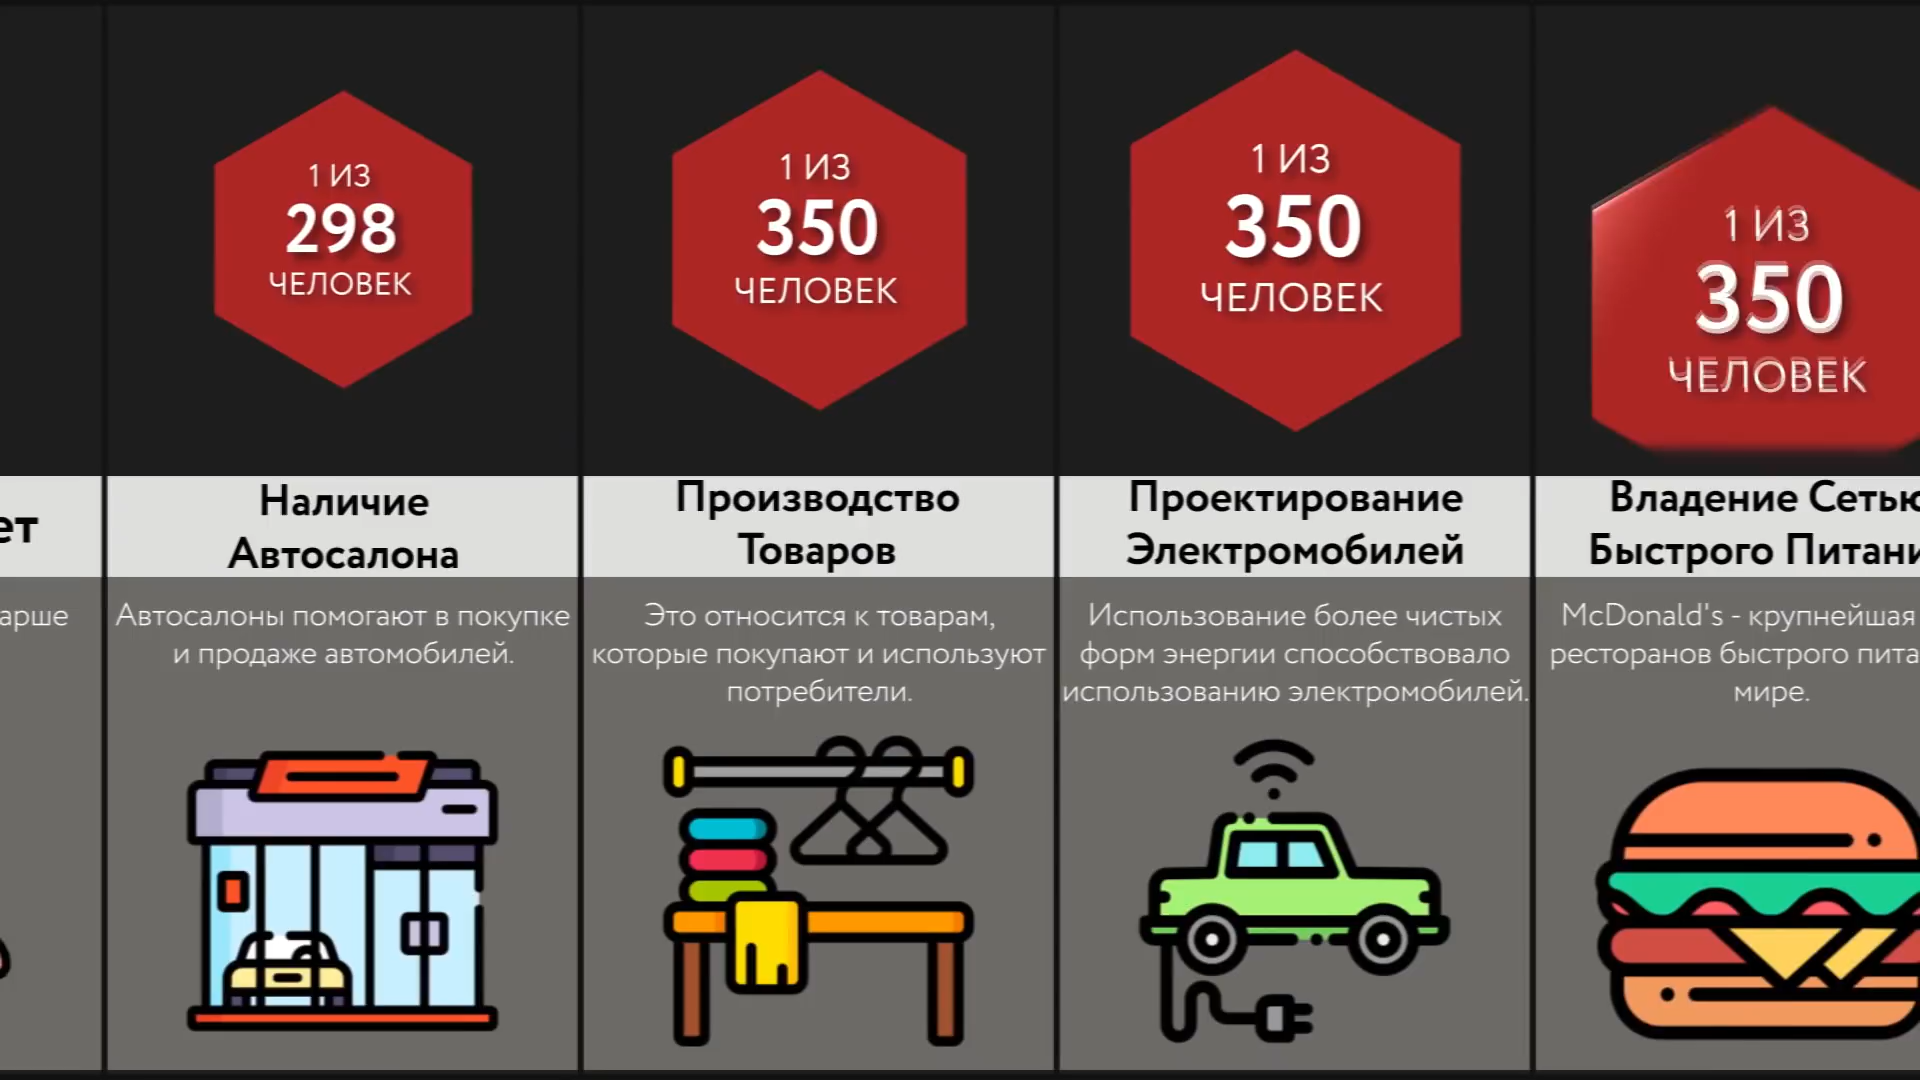 ет
арше
1 ИЗ
298
ЧЕЛОВЕК
Наличие
Автосалона
Автосалоны помогают в покупке
и продаже автомобилей.
1 ИЗ
350
ЧЕЛОВЕК
Производство
Товаров
Это относится к товарам,
которые покупают и используют
потребители.
1 ИЗ
350
ЧЕЛОВЕК
Проектирование
Электромобилей
Использование более чистых
форм энергии способствовало
использованию электромобилей.
1 ИЗ
350
ЧЕЛОВЕК
Владение Сетью
Быстрого Питани
McDonald's - крупнейшая
ресторанов быстрого пита
мире.